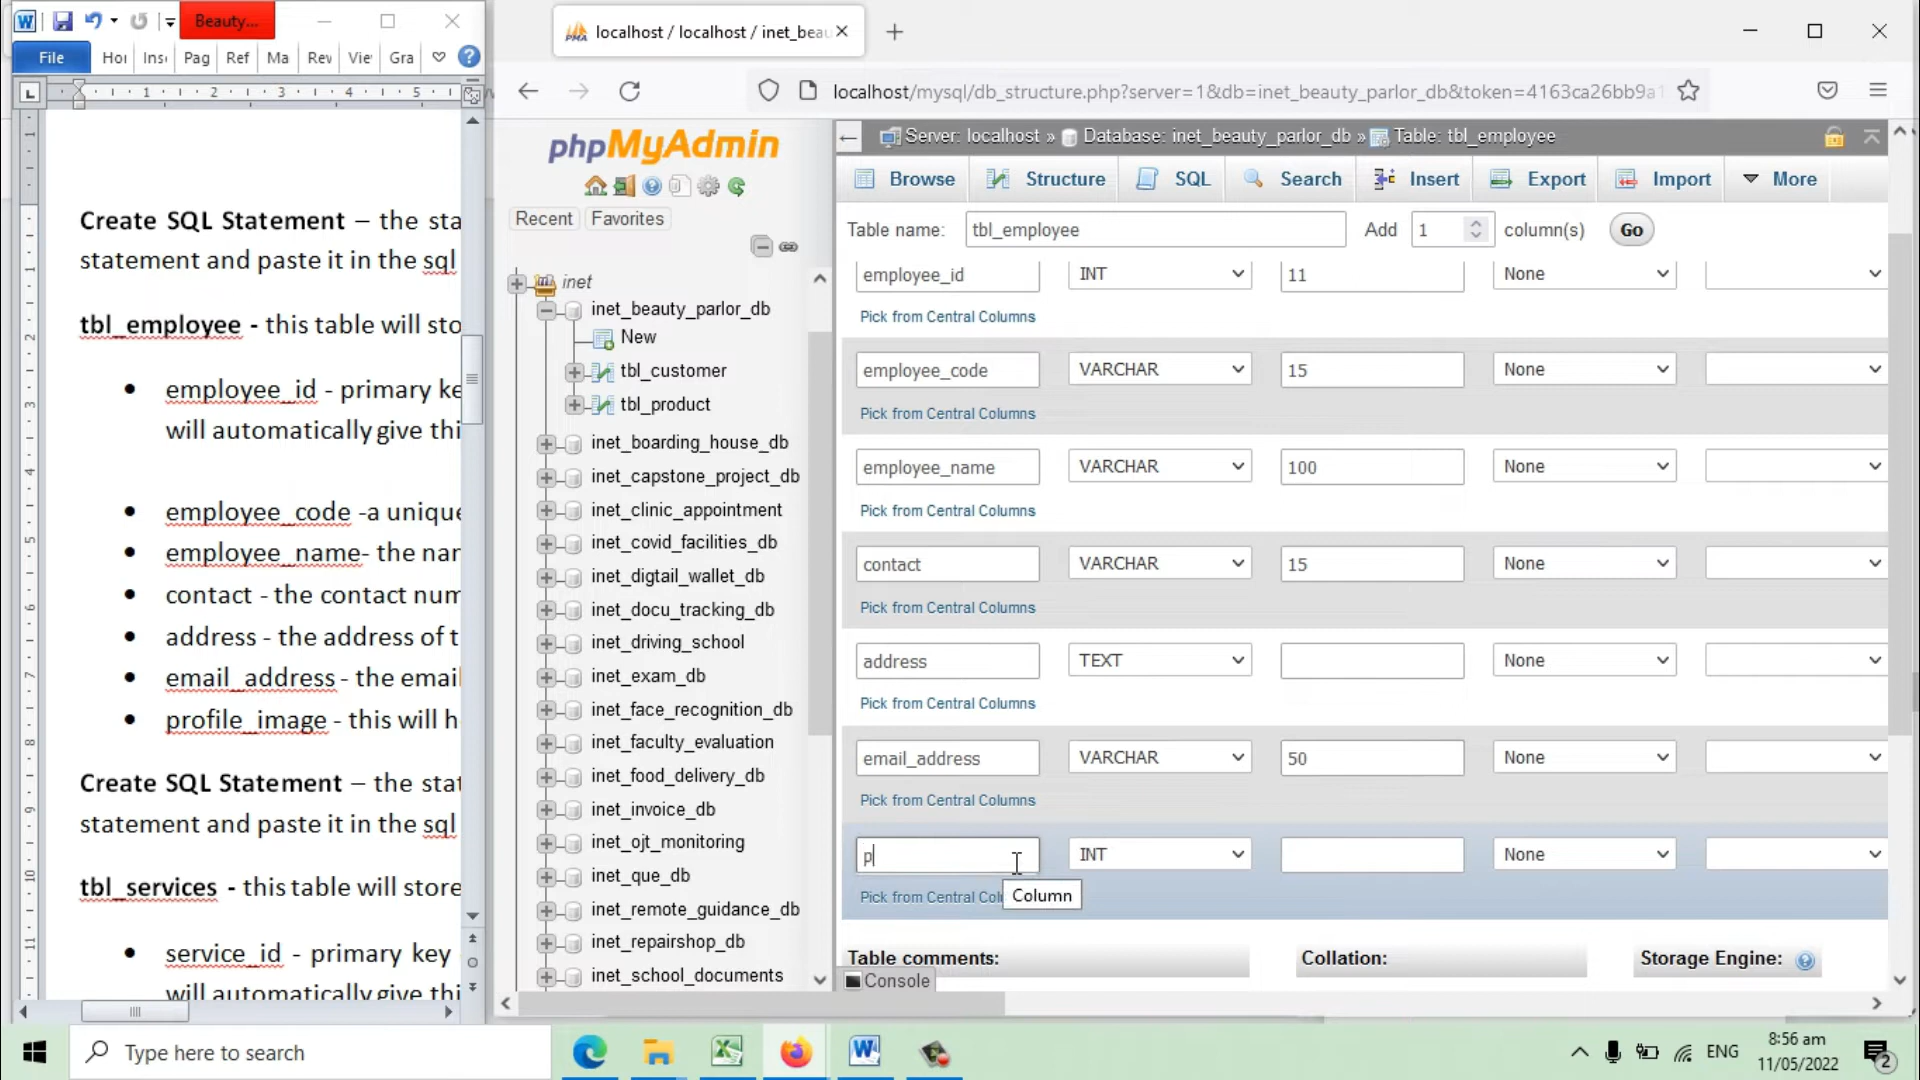 Beauty...
File Hor Ins Pag Ref Ma Rev Vie Gra
1 2 3 4 5
Create SQL Statement – the sta
statement and paste it in the sql
tbl_employee - this table will sto
employee_id - primary ke
will automatically give thi
employee_code -a unique
employee_name- the nar
contact - the contact num
address - the address of t
email_address - the email
profile_image - this will h
Create SQL Statement – the stat
statement and paste it in the sql
tbl_services - this table will store
service_id - primary key
will automatically give thi
localhost / localhost / inet_beau
localhost/mysql/db_structure.php?server=1&db=inet_beauty_parlor_db&token=4163ca26bb9a1
phpMyAdmin
Recent Favorites
inet
inet_beauty_parlor_db
New
tbl_customer
tbl_product
inet_boarding_house_db
inet_capstone_project_db
inet_clinic_appointment
inet_covid_facilities_db
inet_digtail_wallet_db
inet_docu_tracking_db
inet_driving_school
inet_exam_db
inet_face_recognition_db
inet_faculty_evaluation
inet_food_delivery_db
inet_invoice_db
inet_ojt_monitoring
inet_que_db
inet_remote_guidance_db
inet_repairshop_db
inet_school_documents
Server: localhost » Database: inet_beauty_parlor_db » Table: tbl_employee
Browse Structure SQL Search Insert Export Import More
Table name: tbl_employee Add 1 column(s) Go
employee_id INT 11 None
Pick from Central Columns
employee_code VARCHAR 15 None
Pick from Central Columns
employee_name VARCHAR 100 None
Pick from Central Columns
contact VARCHAR 15 None
Pick from Central Columns
address TEXT None
Pick from Central Columns
email_address VARCHAR 50 None
Pick from Central Columns
p INT None
Pick from Central Col
Column
Table comments: Collation: Storage Engine:
Console
Type here to search
ENG
8:56 am
11/05/2022
2